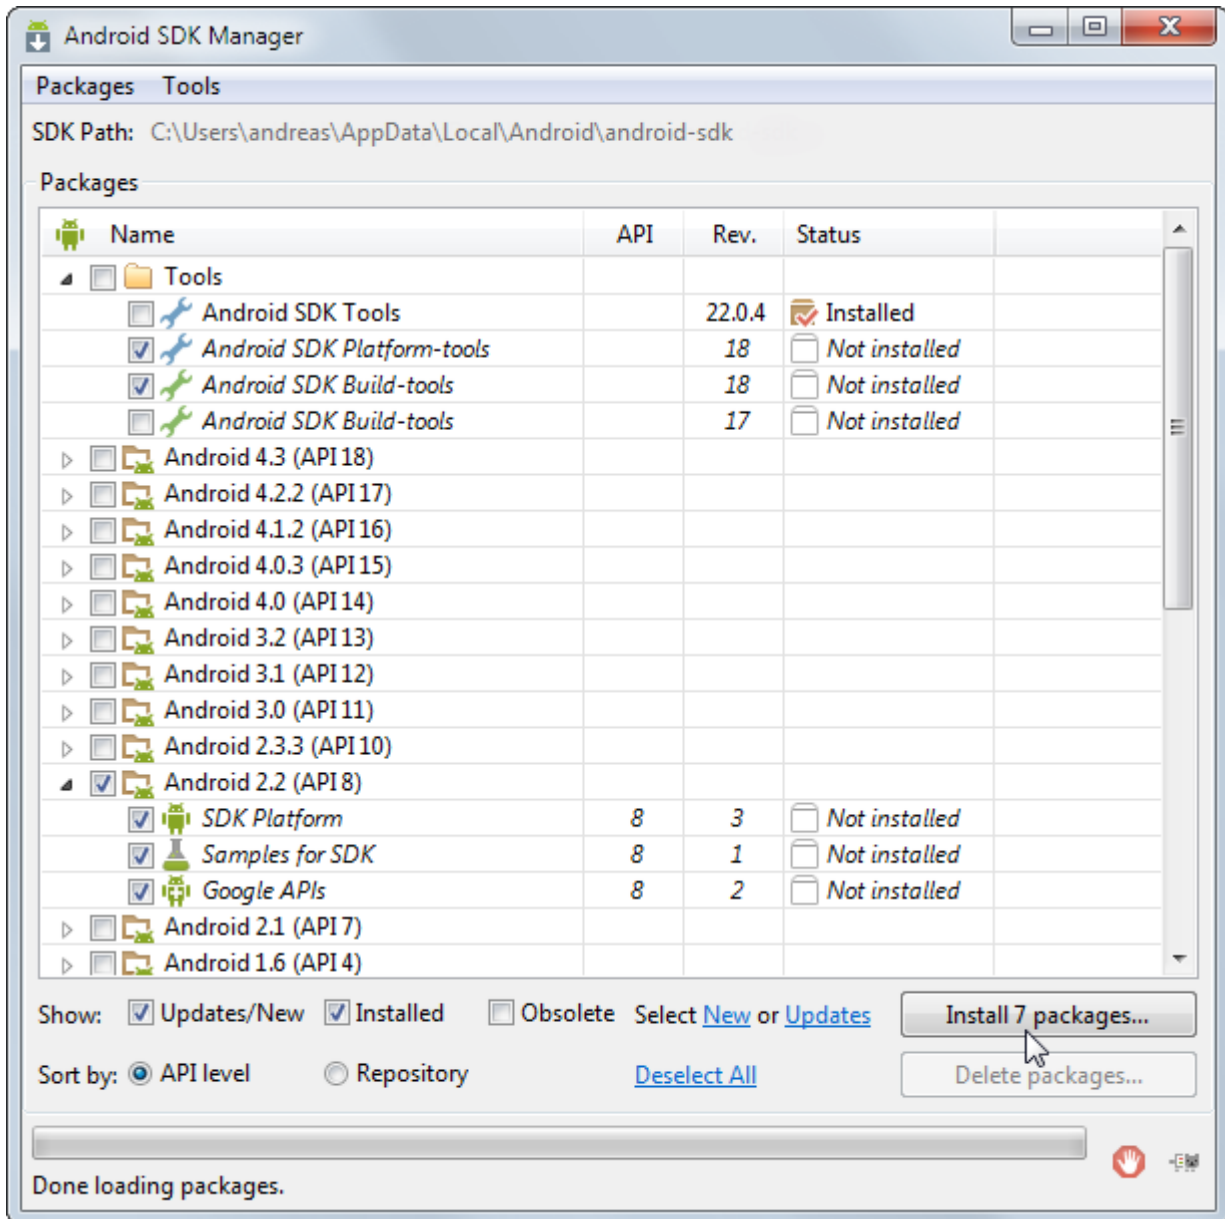 Android SDK Manager
Packages Tools
SDK Path: C:\Users\andreas\AppData\Local\Android\android-sdk
Packages
Name API Rev. Status
Tools
Android SDK Tools 22.0.4 Installed
Android SDK Platform-tools 18 Not installed
Android SDK Build-tools 18 Not installed
Android SDK Build-tools 17 Not installed
Android 4.3 (API 18)
Android 4.2.2 (API 17)
Android 4.1.2 (API 16)
Android 4.0.3 (API 15)
Android 4.0 (API 14)
Android 3.2 (API 13)
Android 3.1 (API 12)
Android 3.0 (API 11)
Android 2.3.3 (API 10)
Android 2.2 (API 8)
SDK Platform 8 3 Not installed
Samples for SDK 8 1 Not installed
Google APIs 8 2 Not installed
Android 2.1 (API 7)
Android 1.6 (API 4)
Show: Updates/New Installed Obsolete Select New or Updates Install 7 packages...
Sort by: API level Repository Deselect All Delete packages...
Done loading packages.